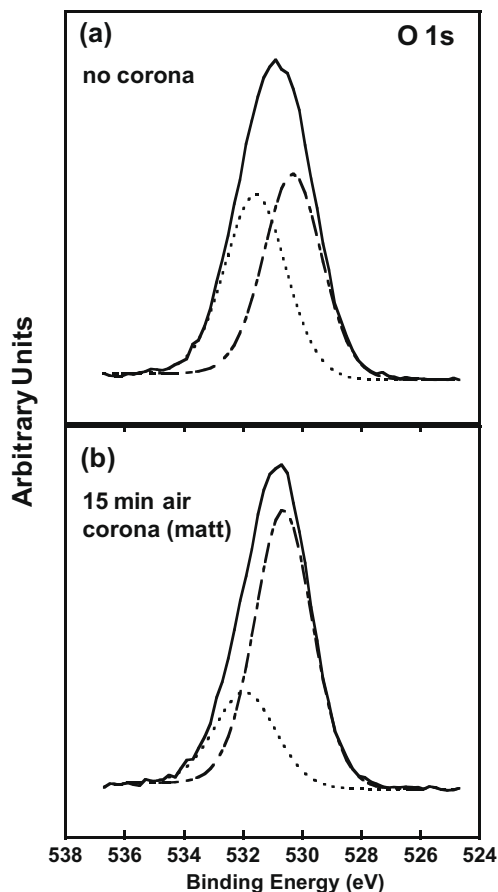 (a)
O 1s
no corona
Arbitrary Units
(b)
15 min air
corona (matt)
538 536 534 532 530 528 526 524
Binding Energy (eV)